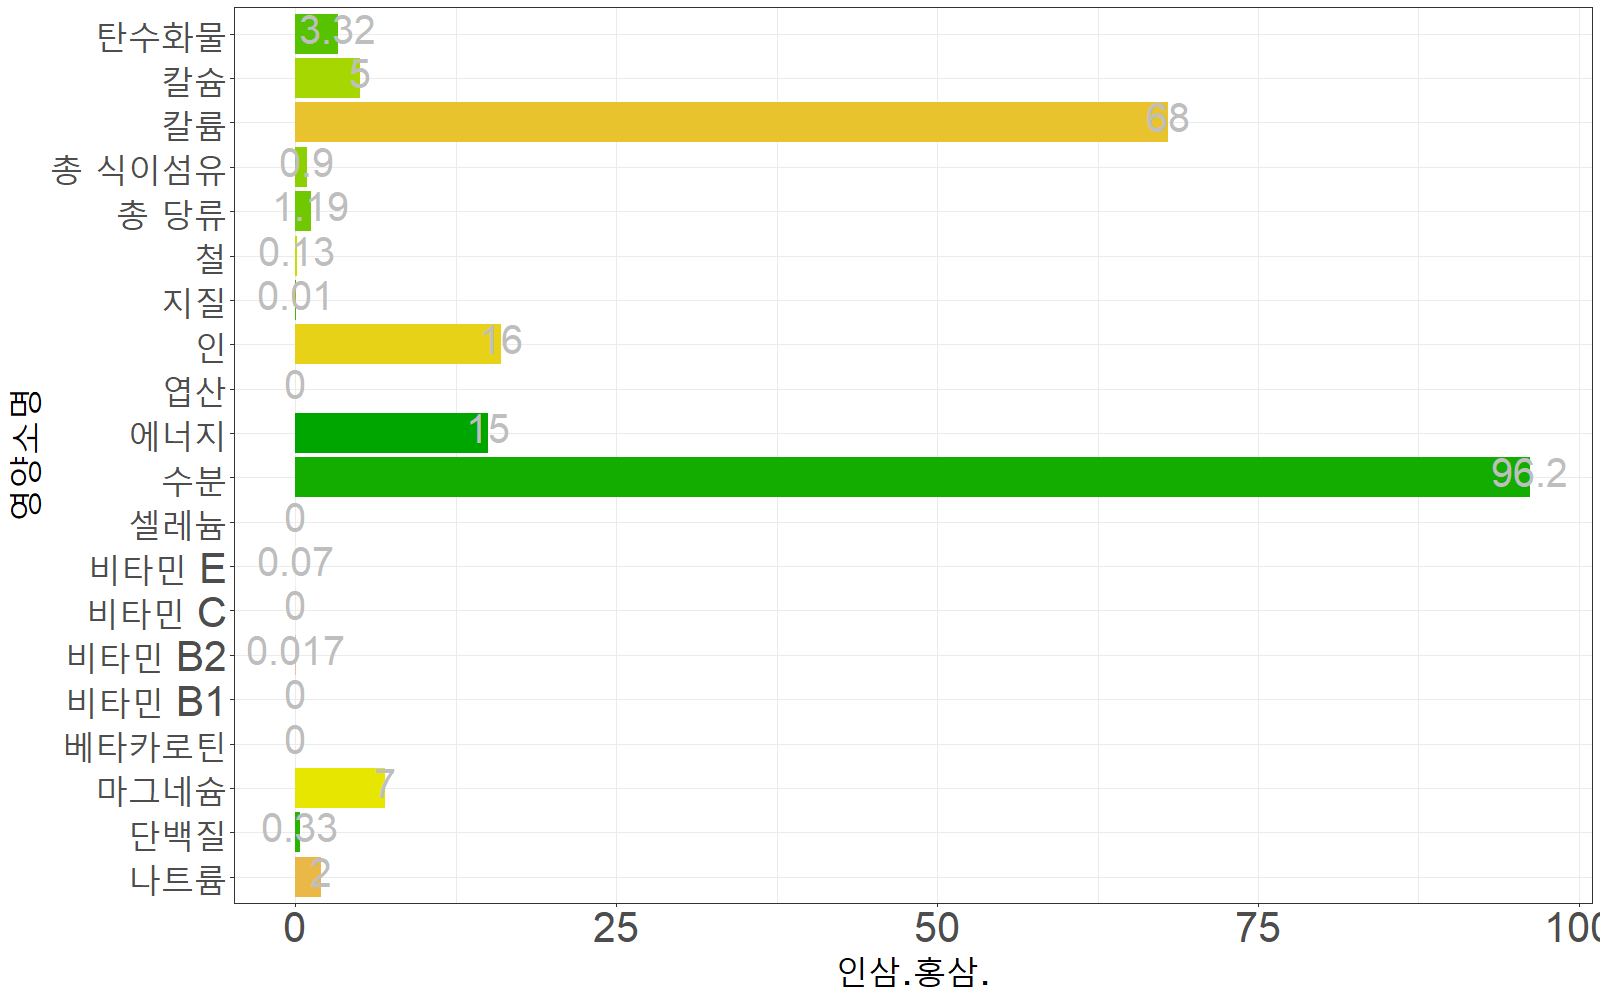 탄수화물 3.32
칼슘 5
칼륨 68
총 식이섬유 0.9
총 당류 1.19
철 0.13
지질 0.01
인 16
엽산 0
에너지 15
수분 96.2
셀레늄 0
비타민 E 0.07
비타민 C 0
비타민 B2 0.017
비타민 B1 0
베타카로틴 0
마그네슘 7
단백질 0.33
나트륨 2
영양소명
0 25 50 75 100
인삼.홍삼.